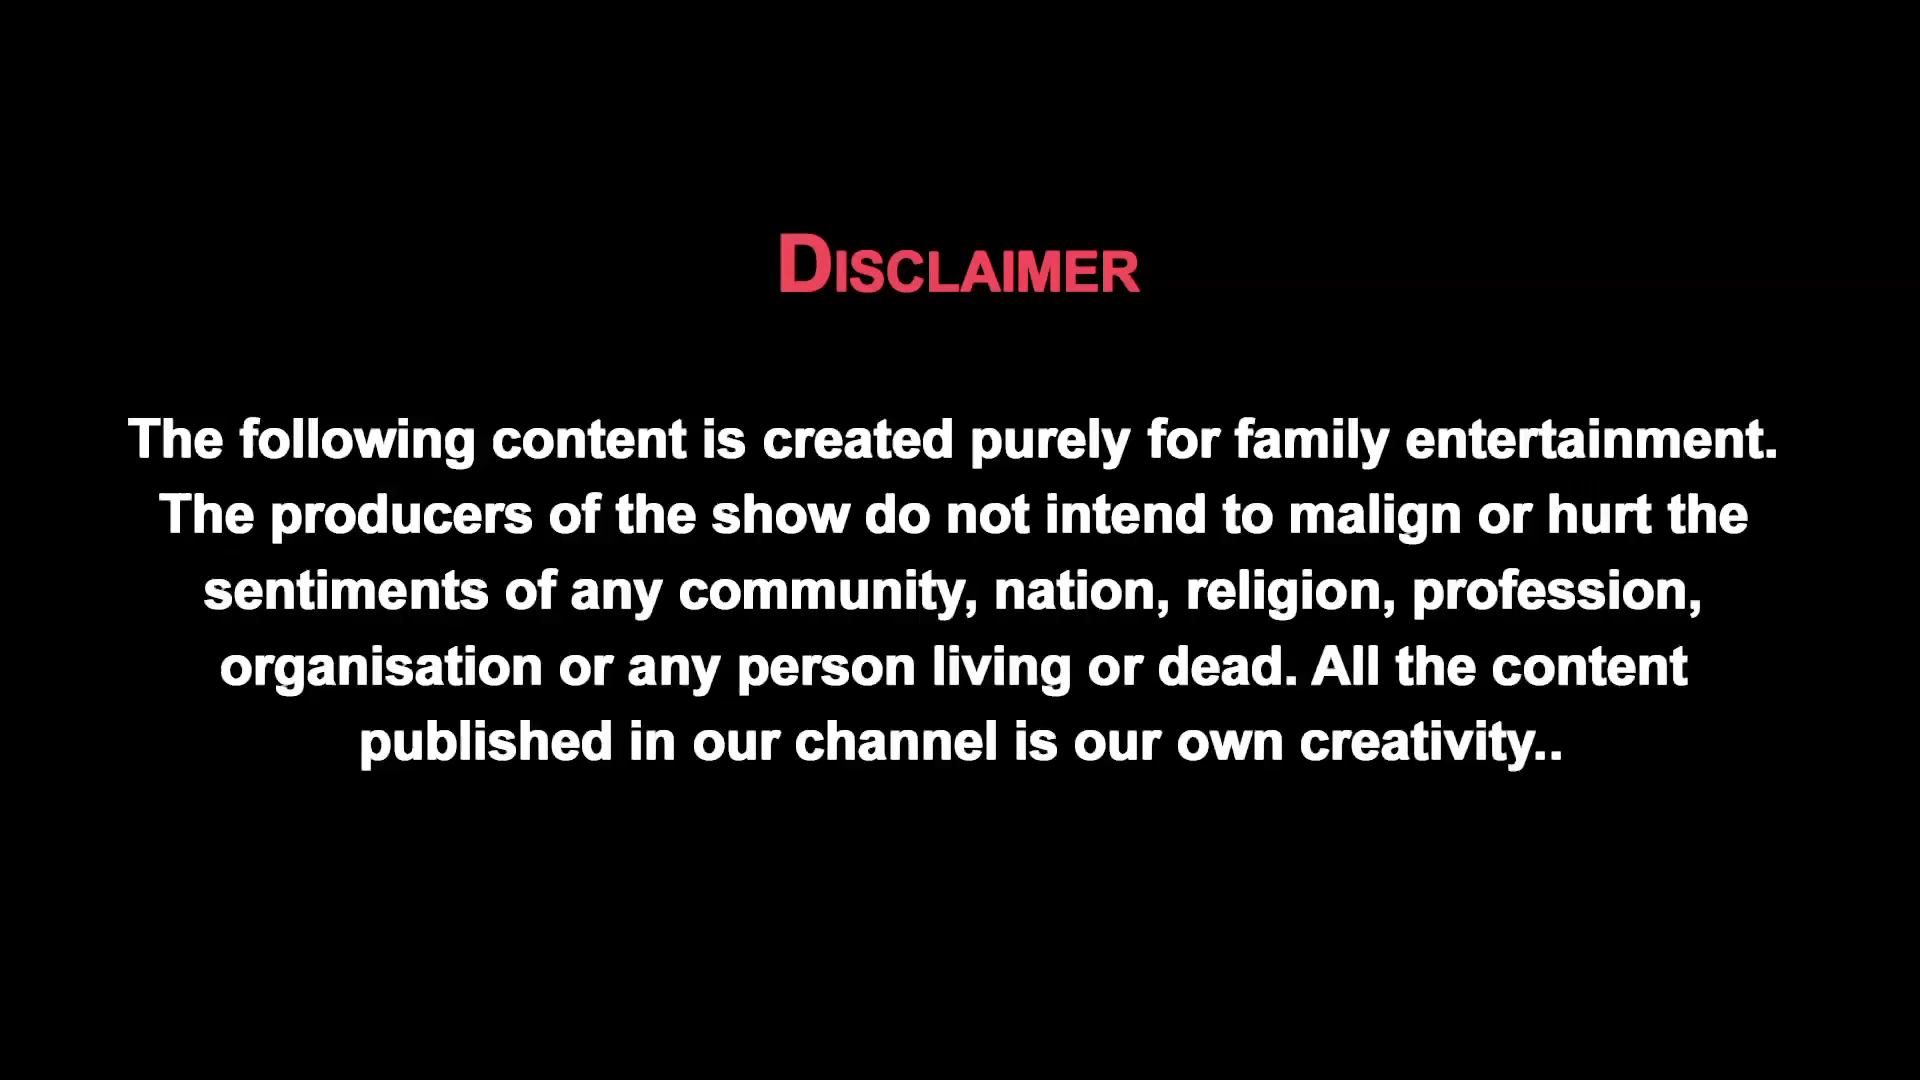 DISCLAIMER
The following content is created purely for family entertainment.
The producers of the show do not intend to malign or hurt the
sentiments of any community, nation, religion, profession,
organisation or any person living or dead. All the content
published in our channel is our own creativity..